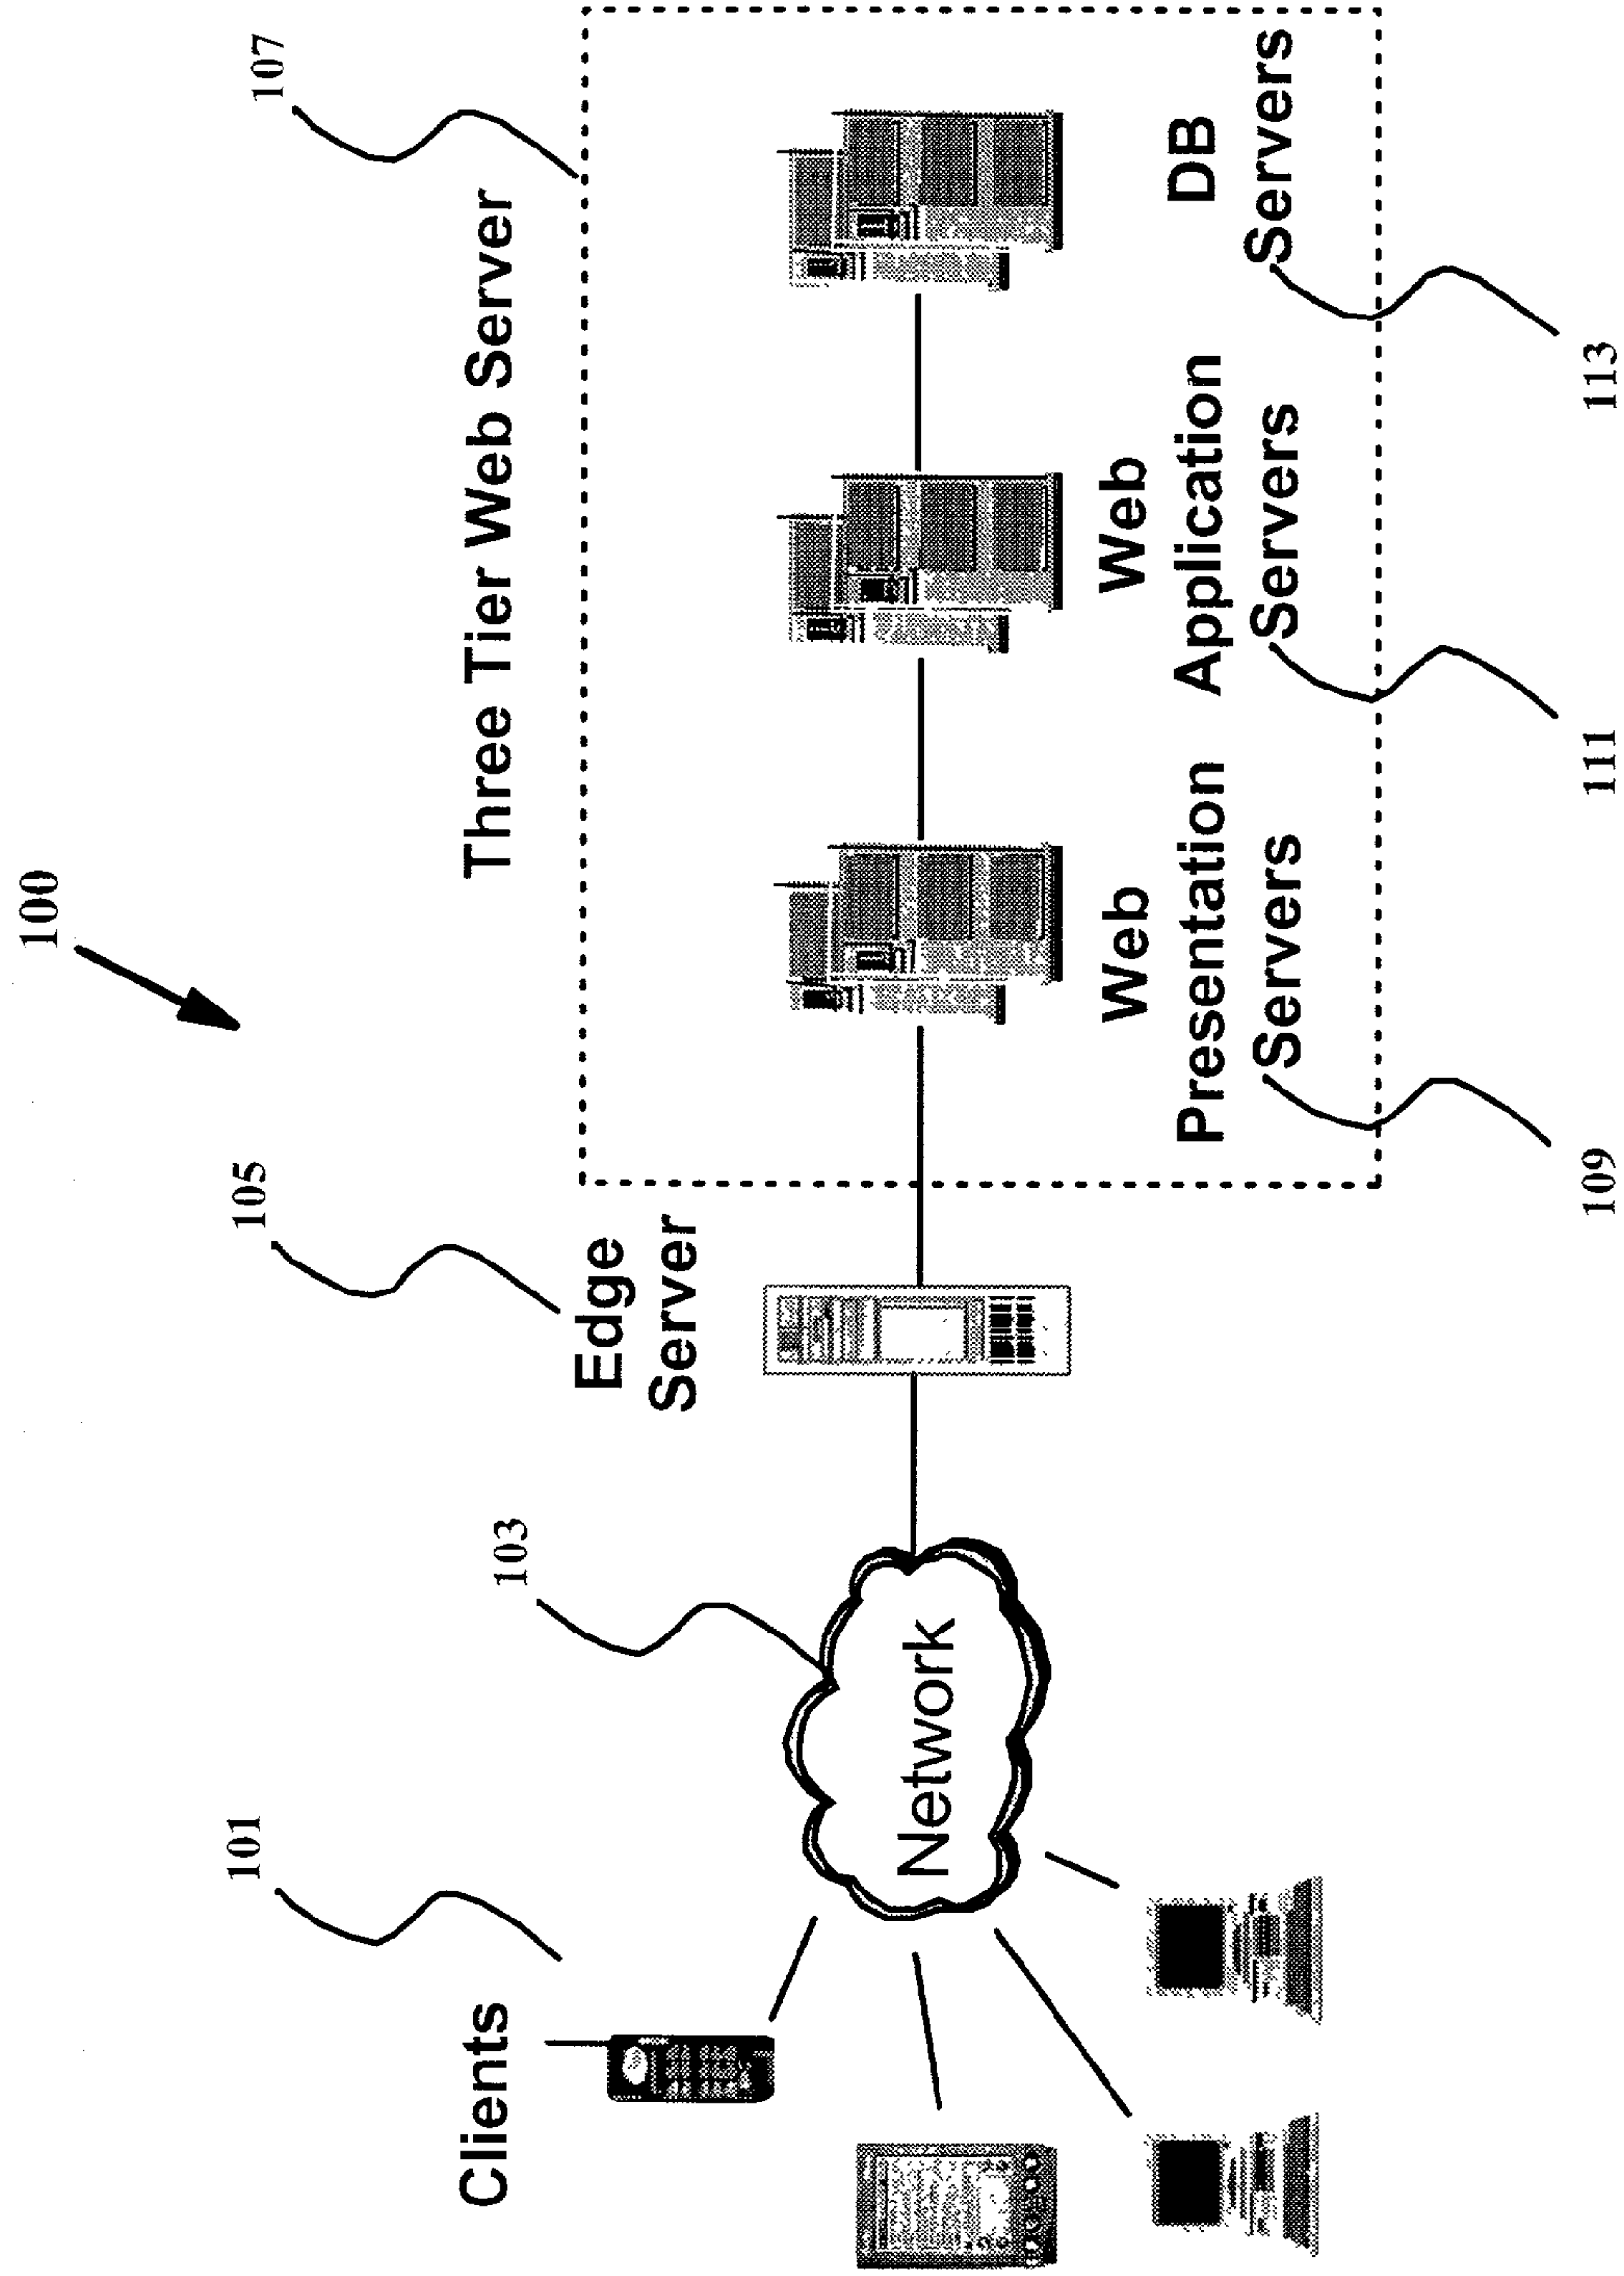 100
107
Three Tier Web Server
105
Edge
Server
103
101
Clients
Network
Web
Presentation
Servers
Web
Application
Servers
DB
Servers
109
111
113